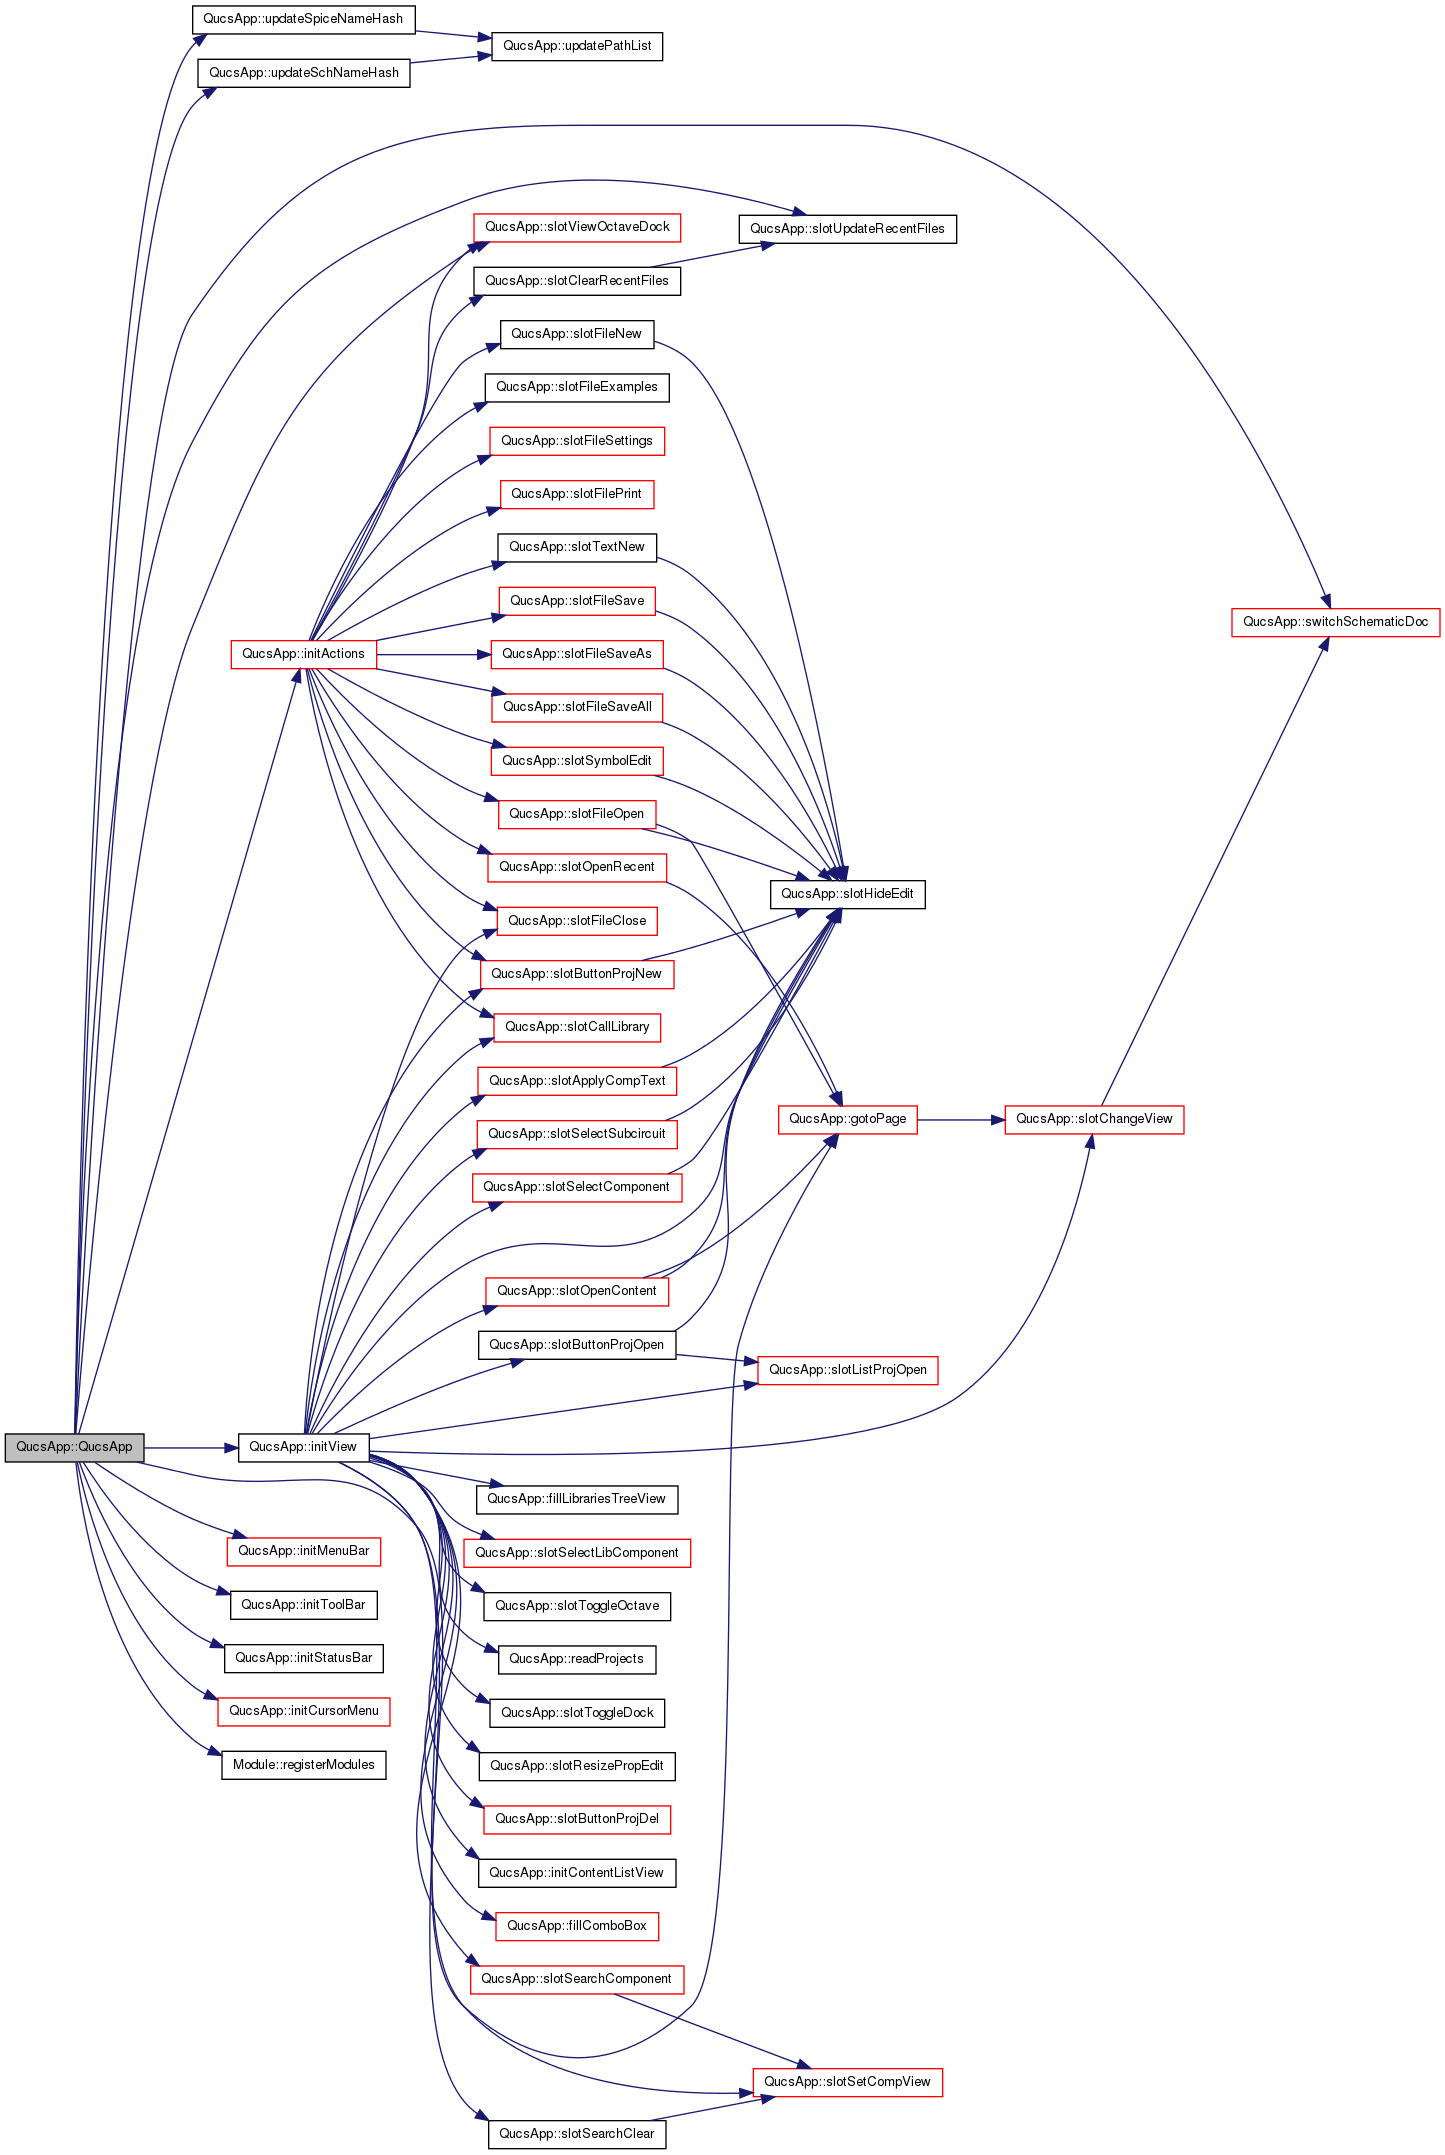 QucsApp::updateSpiceNameHash
QucsApp::updatePathList
QucsApp::updateSchNameHash
QucsApp::slotViewOctaveDock
QucsApp::slotUpdateRecentFiles
QucsApp::slotClearRecentFiles
QucsApp::slotFileNew
QucsApp::slotFileExamples
QucsApp::slotFileSettings
QucsApp::slotFilePrint
QucsApp::slotTextNew
QucsApp::slotFileSave
QucsApp::switchSchematicDoc
QucsApp::initActions
QucsApp::slotFileSaveAs
QucsApp::slotFileSaveAll
QucsApp::slotSymbolEdit
QucsApp::slotFileOpen
QucsApp::slotOpenRecent
QucsApp::slotHideEdit
QucsApp::slotFileClose
QucsApp::slotButtonProjNew
QucsApp::slotCallLibrary
QucsApp::slotApplyCompText
QucsApp::gotoPage
QucsApp::slotChangeView
QucsApp::slotSelectSubcircuit
QucsApp::slotSelectComponent
QucsApp::slotOpenContent
QucsApp::slotButtonProjOpen
QucsApp::slotListProjOpen
QucsApp::QucsApp
QucsApp::initView
QucsApp::fillLibrariesTreeView
QucsApp::initMenuBar
QucsApp::slotSelectLibComponent
QucsApp::initToolBar
QucsApp::slotToggleOctave
QucsApp::initStatusBar
QucsApp::readProjects
QucsApp::initCursorMenu
QucsApp::slotToggleDock
Module::registerModules
QucsApp::slotResizePropEdit
QucsApp::slotButtonProjDel
QucsApp::initContentListView
QucsApp::fillComboBox
QucsApp::slotSearchComponent
QucsApp::slotSetCompView
QucsApp::slotSearchClear